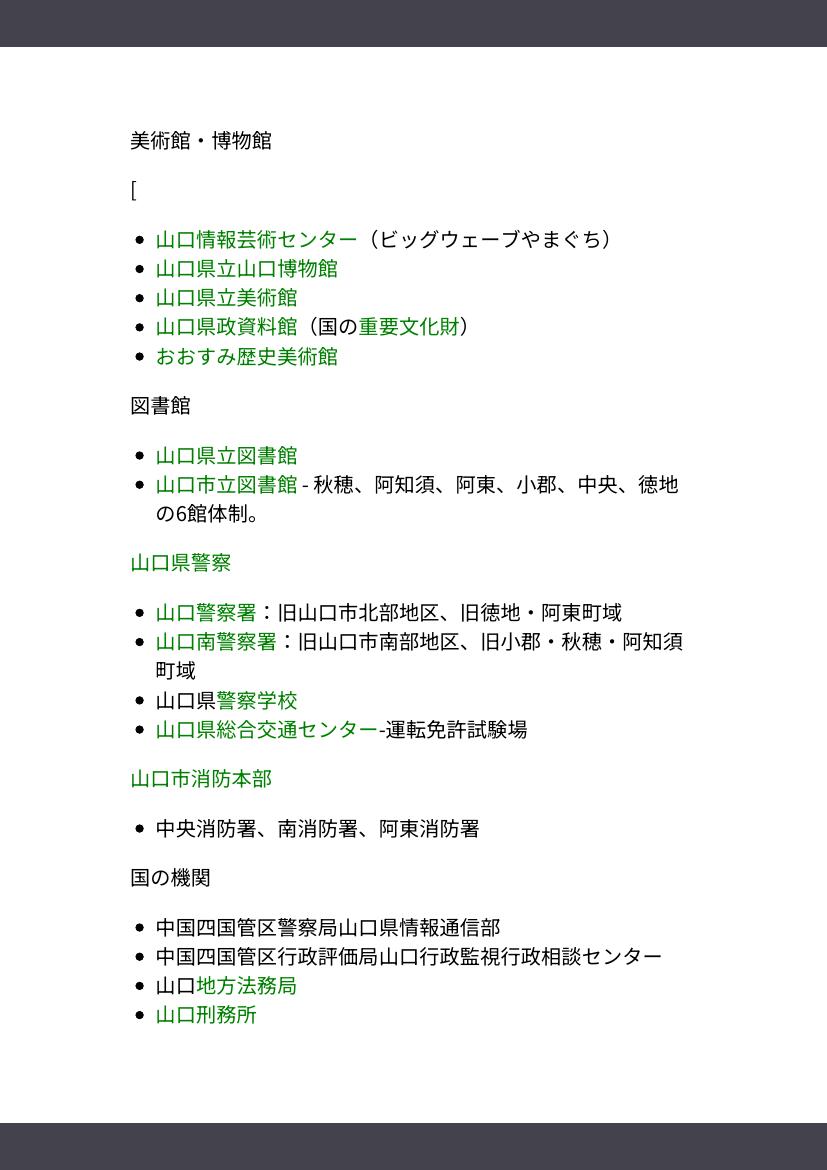 美術館・博物館
[
山口情報芸術センター（ビッグウェーブやまぐち）
山口県立山口博物館
山口県立美術館
山口県政資料館（国の重要文化財）
おおすみ歴史美術館
図書館
山口県立図書館
山口市立図書館 - 秋穂、阿知須、阿東、小郡、中央、徳地
の6館体制。
山口県警察
山口警察署：旧山口市北部地区、旧徳地・阿東町域
山口南警察署：旧山口市南部地区、旧小郡・秋穂・阿知須
町域
山口県警察学校
山口県総合交通センター-運転免許試験場
山口市消防本部
中央消防署、南消防署、阿東消防署
国の機関
中国四国管区警察局山口県情報通信部
中国四国管区行政評価局山口行政監視行政相談センター
山口地方法務局
山口刑務所